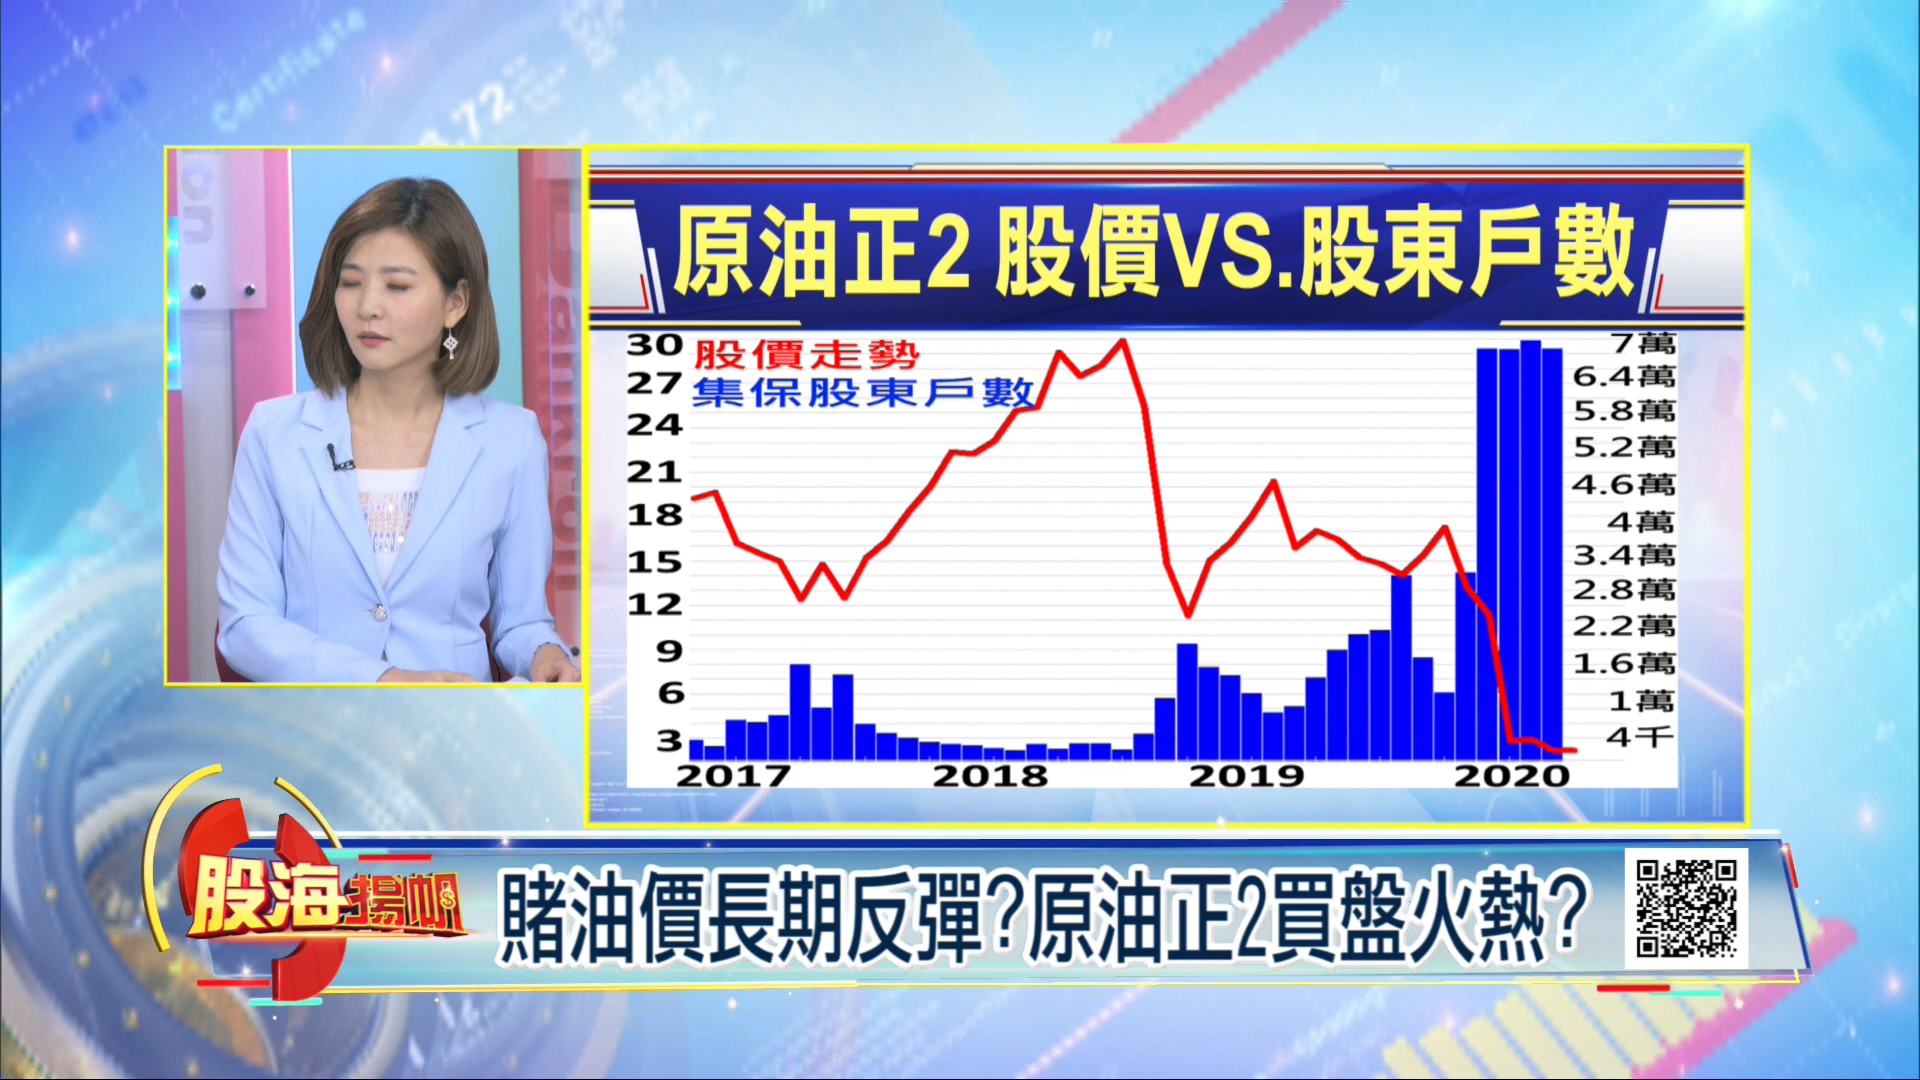 Certificate
on
原油正2 股價VS.股東戶數
股價走勢
集保股東戶數
30
27
24
21
18
15
12
9
6
3
7萬
6.4萬
5.8萬
5.2萬
4.6萬
4萬
3.4萬
2.8萬
2.2萬
1.6萬
1萬
4千
2017
2018
2019
2020
股海揚帆
賭油價長期反彈?原油正2買盤火熱?